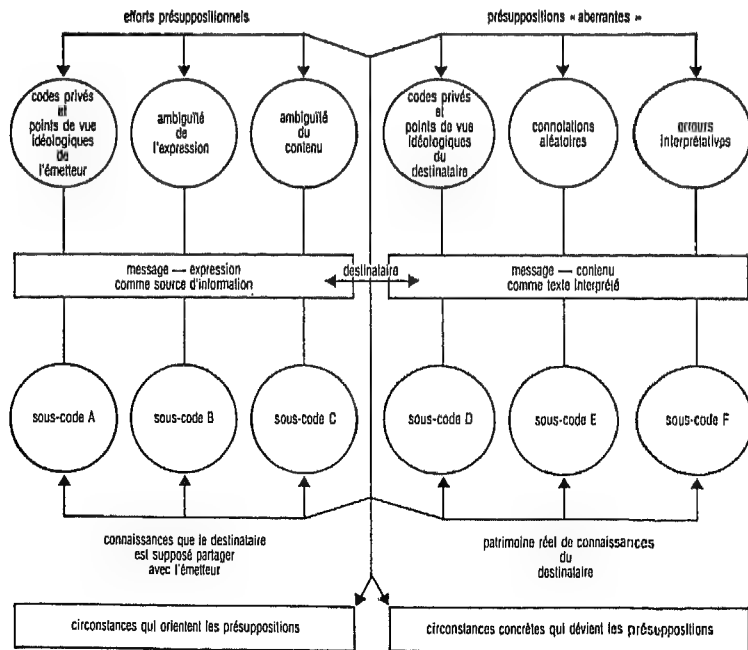 efforts présuppositionnels
présuppositions « aberrantes »
codes privés
et
points de vue
idéologiques
de
l'émetteur
ambiguïté
de
l'expression
ambiguïté
du
contenu
codes privés
et
points de vue
idéologiques
du
destinataire
connotations
aléatoires
erreurs
interprétatives
message — expression
comme source d'information
destinataire
message — contenu
comme texte interprété
sous-code A
sous-code B
sous-code C
sous-code D
sous-code E
sous-code F
connaissances que le destinataire
est supposé partager
avec l'émetteur
patrimoine réel de connaissances
du
destinataire
circonstances qui orientent les présuppositions
circonstances concrètes qui dévient les présuppositions